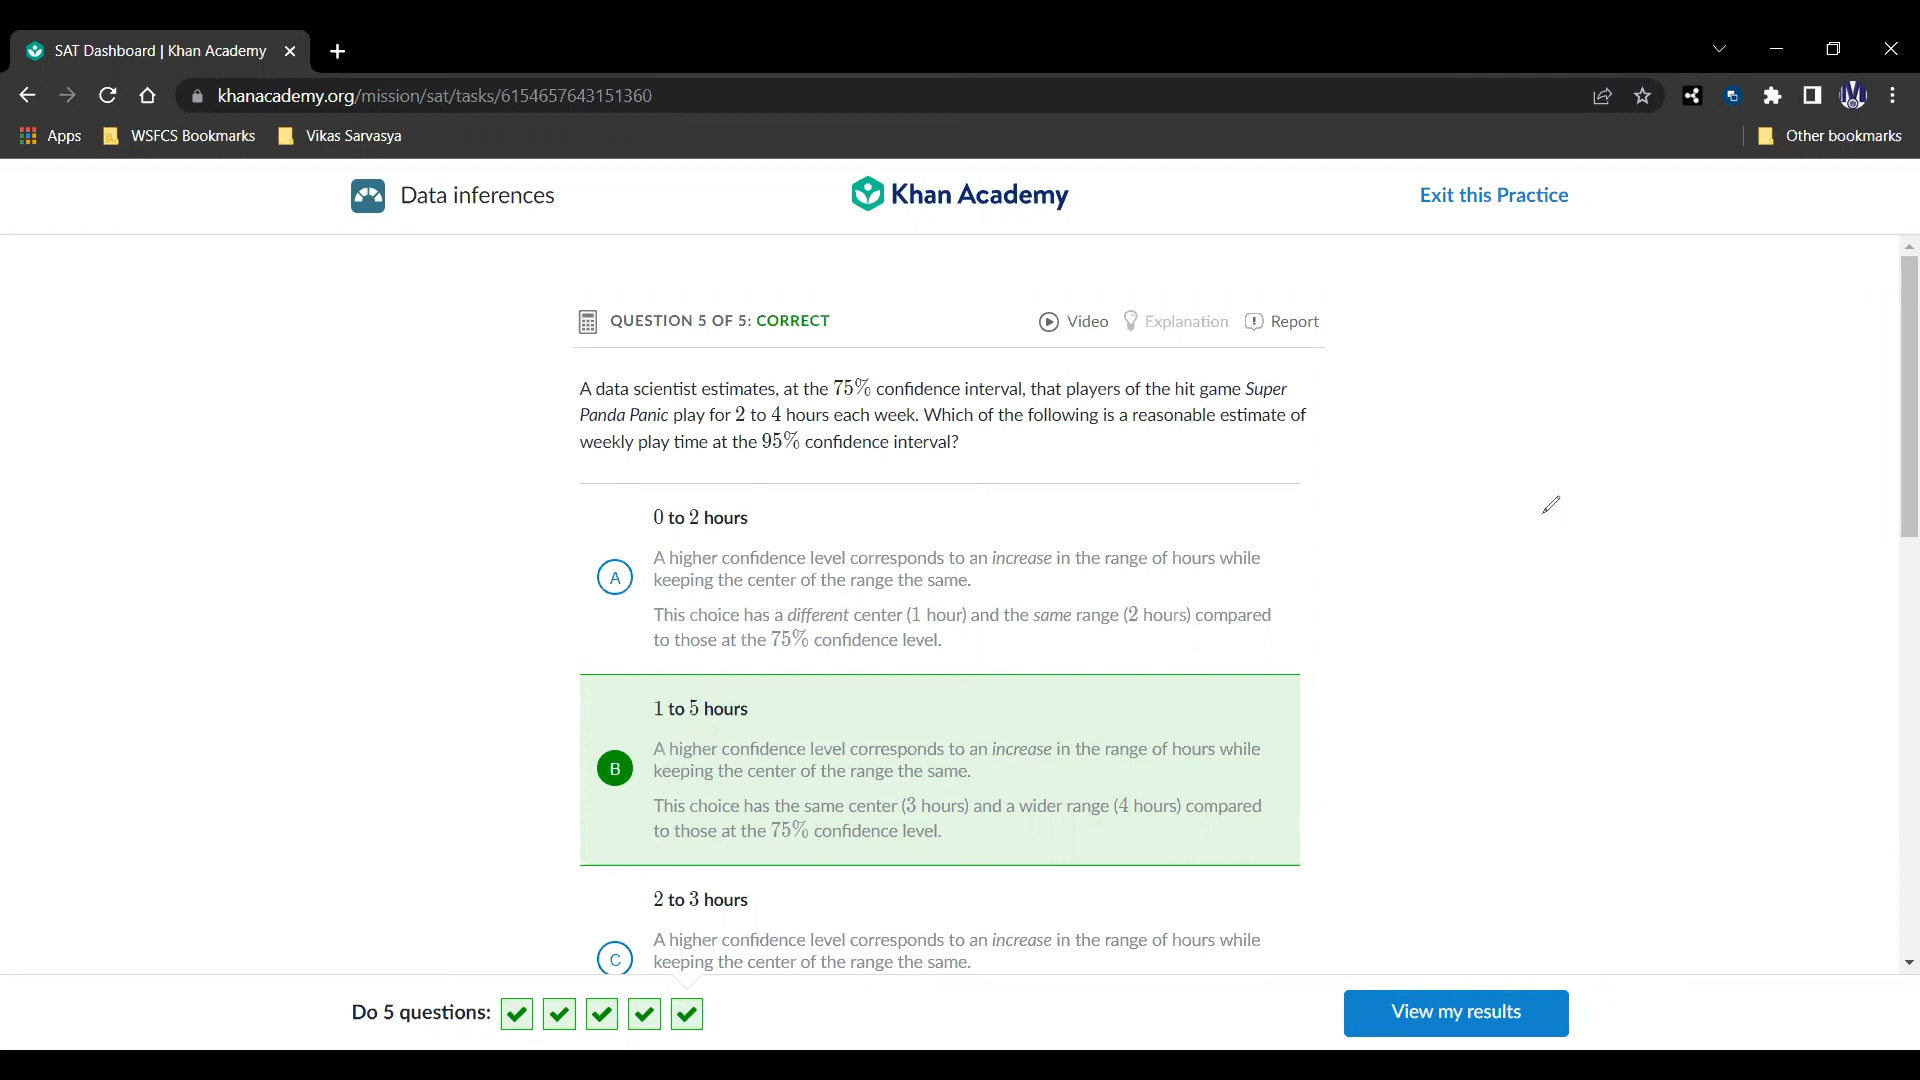 SAT Dashboard | Khan Academy
khanacademy.org/mission/sat/tasks/6154657643151360
Apps WSFCS Bookmarks Vikas Sarvasya Other bookmarks
Data inferences Khan Academy Exit this Practice
QUESTION 5 OF 5: CORRECT Video Explanation Report
A data scientist estimates, at the 75% confidence interval, that players of the hit game Super
Panda Panic play for 2 to 4 hours each week. Which of the following is a reasonable estimate of
weekly play time at the 95% confidence interval?
0 to 2 hours
A higher confidence level corresponds to an increase in the range of hours while
A keeping the center of the range the same.
This choice has a different center (1 hour) and the same range (2 hours) compared
to those at the 75% confidence level.
1 to 5 hours
A higher confidence level corresponds to an increase in the range of hours while
B keeping the center of the range the same.
This choice has the same center (3 hours) and a wider range (4 hours) compared
to those at the 75% confidence level.
2 to 3 hours
A higher confidence level corresponds to an increase in the range of hours while
C keeping the center of the range the same.
Do 5 questions: View my results